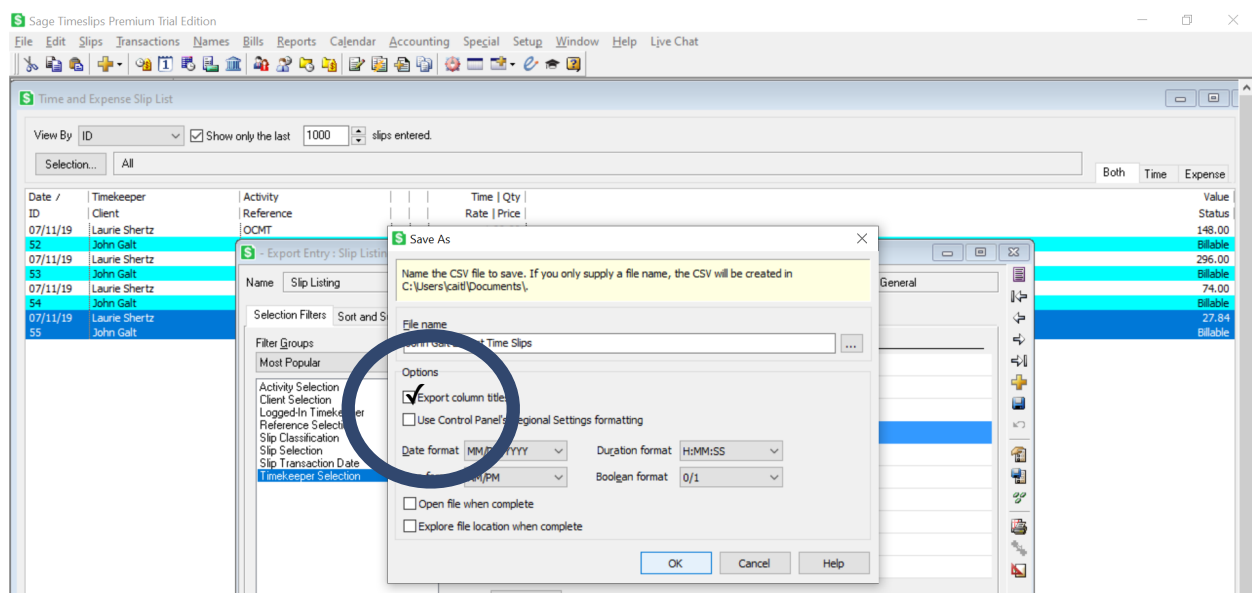 Sage Timeslips Premium Trial Edition
File Edit Slips Transactions Names Bills Reports Calendar Accounting Special Setup Window Help Live Chat
Time and Expense Slip List
View By ID Show only the last 1000 slips entered.
Selection... All
Both Time Expense
Date / Timekeeper Activity Time | Qty Value
ID Client Reference Rate | Price Status
07/11/19 Laurie Shertz OCMT 148.00
52 John Galt Billable
07/11/19 Laurie Shertz 296.00
53 John Galt Billable
07/11/19 Laurie Shertz 74.00
54 John Galt Billable
07/11/19 Laurie Shertz 27.84
55 John Galt Billable
- Export Entry : Slip Listin
Name Slip Listing General
Selection Filters Sort and S
Filter Groups
Most Popular
Activity Selection
Client Selection
Logged-In Timekeeper
Reference Selecti
Slip Classification
Slip Selection
Slip Transaction Date
Timekeeper Selection
Save As
Name the CSV file to save. If you only supply a file name, the CSV will be created in
C:\Users\caitl\Documents\.
File name
John Galt Time Slips
...
Options
Export column titles
Use Control Panel's Regional Settings formatting
Date format MM/ YYYY Duration format H:MM:SS
AM/PM Boolean format 0/1
Open file when complete
Explore file location when complete
OK Cancel Help